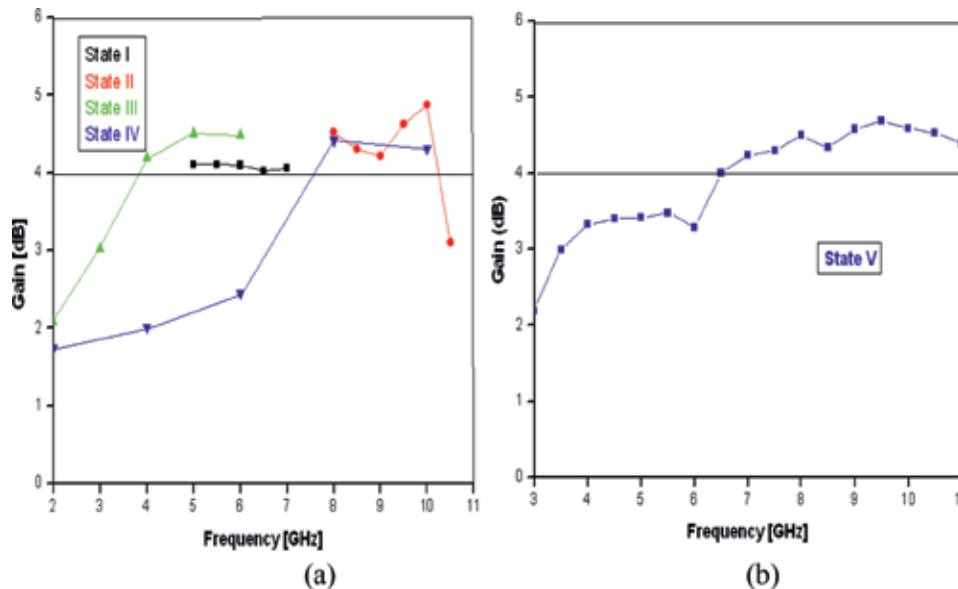 6
5
4
3
2
1
0
Gain [dB]
State I
State II
State III
State IV
2 3 4 5 6 7 8 9 10 11
Frequency [GHz]
(a)
6
5
4
3
2
1
0
Gain (dB)
State V
3 4 5 6 7 8 9 10
Frequency [GHz]
(b)